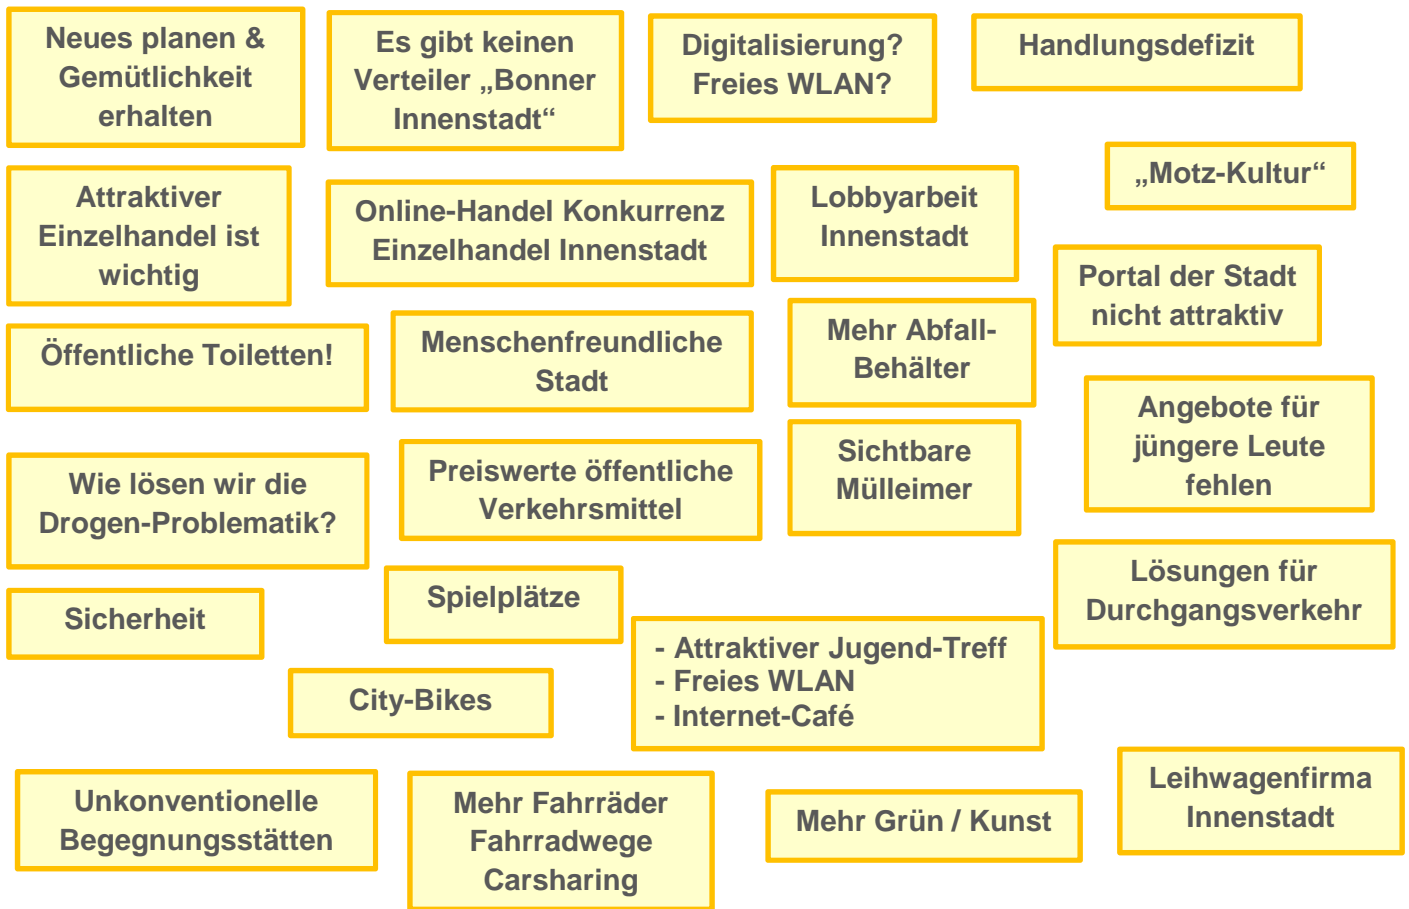 Neues planen &
Gemütlichkeit
erhalten
Es gibt keinen
Verteiler „Bonner
Innenstadt“
Digitalisierung?
Freies WLAN?
Handlungsdefizit
„Motz-Kultur“
Attraktiver
Einzelhandel ist
wichtig
Online-Handel Konkurrenz
Einzelhandel Innenstadt
Lobbyarbeit
Innenstadt
Portal der Stadt
nicht attraktiv
Öffentliche Toiletten!
Menschenfreundliche
Stadt
Mehr Abfall-
Behälter
Angebote für
jüngere Leute
fehlen
Wie lösen wir die
Drogen-Problematik?
Preiswerte öffentliche
Verkehrsmittel
Sichtbare
Mülleimer
Lösungen für
Durchgangsverkehr
Sicherheit
Spielplätze
- Attraktiver Jugend-Treff
- Freies WLAN
- Internet-Café
City-Bikes
Unkonventionelle
Begegnungsstätten
Mehr Fahrräder
Fahrradwege
Carsharing
Mehr Grün / Kunst
Leihwagenfirma
Innenstadt